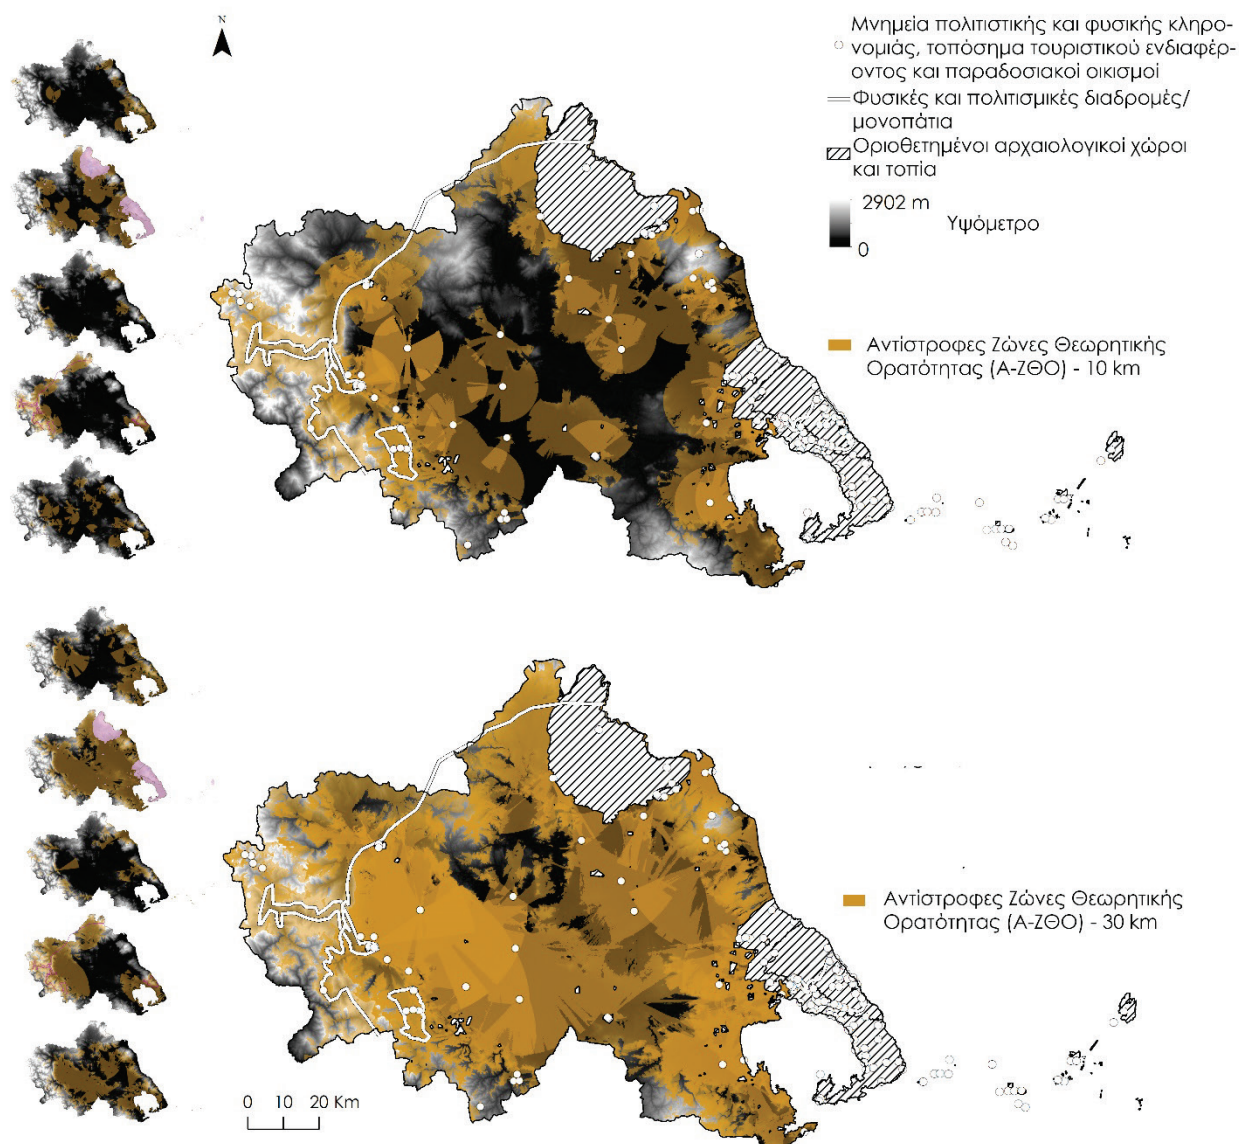 N
Μνημεία πολιτιστικής και φυσικής κληρο-
νομιάς, τοπόσημα τουριστικού ενδιαφέρ-
οντος και παραδοσιακοί οικισμοί
Φυσικές και πολιτισμικές διαδρομές/
μονοπάτια
Οριοθετημένοι αρχαιολογικοί χώροι
και τοπία
2902 m
Υψόμετρο
0
Αντίστροφες Ζώνες Θεωρητικής
Ορατότητας (Α-ΖΘΟ) - 10 km
Αντίστροφες Ζώνες Θεωρητικής
Ορατότητας (Α-ΖΘΟ) - 30 km
0 10 20 Km